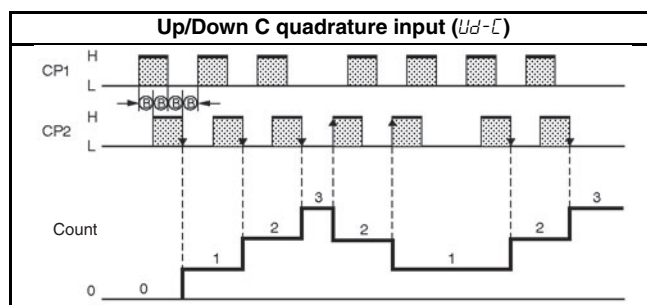 Up/Down C quadrature input (Ud-C)
H
CP1
L
B B B B
H
CP2
L
3 3
2 2 2
Count
1 1
0 0